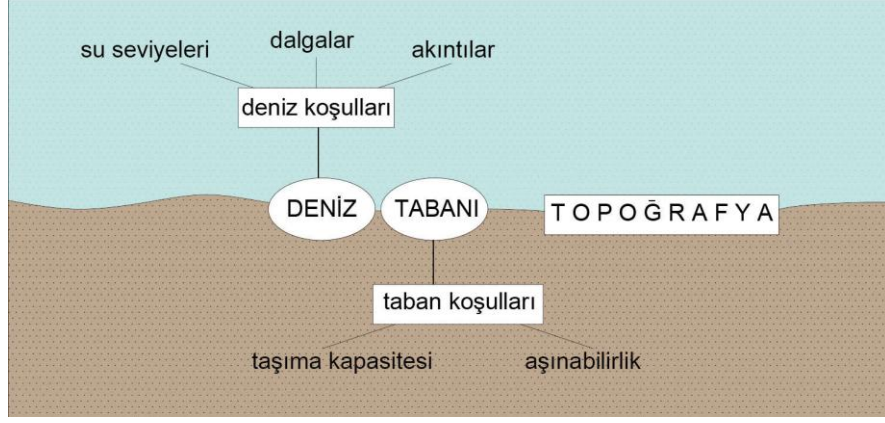 su seviyeleri dalgalar akıntılar
deniz koşulları
DENİZ TABANI TOPOĞRAFYA
taban koşulları
taşıma kapasitesi aşınabilirlik